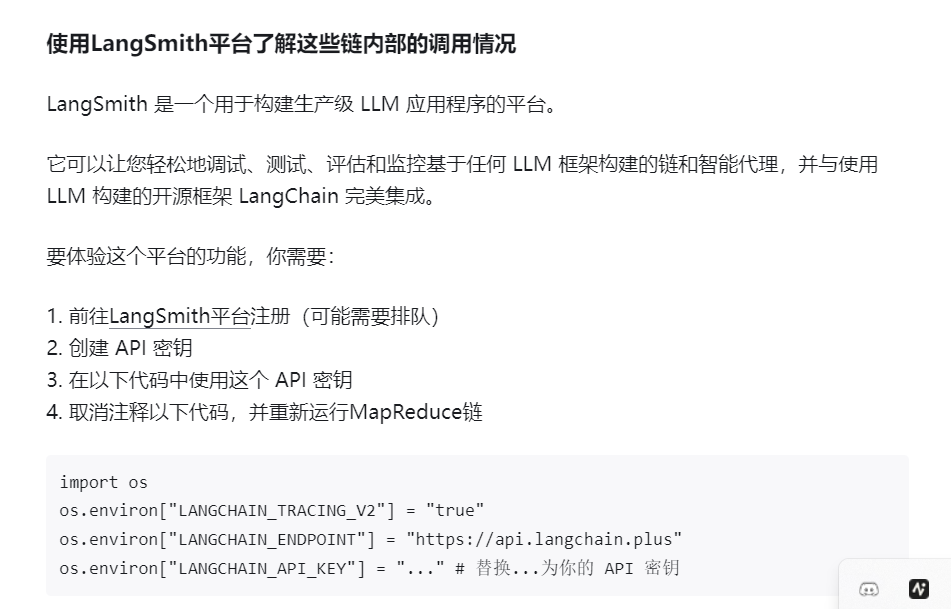 使用LangSmith平台了解这些链内部的调用情况
LangSmith 是一个用于构建生产级 LLM 应用程序的平台。
它可以让您轻松地调试、测试、评估和监控基于任何 LLM 框架构建的链和智能代理，并与使用
LLM 构建的开源框架 LangChain 完美集成。
要体验这个平台的功能，你需要：
1. 前往LangSmith平台注册（可能需要排队）
2. 创建 API 密钥
3. 在以下代码中使用这个 API 密钥
4. 取消注释以下代码，并重新运行MapReduce链
import os
os.environ["LANGCHAIN_TRACING_V2"] = "true"
os.environ["LANGCHAIN_ENDPOINT"] = "https://api.langchain.plus"
os.environ["LANGCHAIN_API_KEY"] = "..." # 替换...为你的 API 密钥